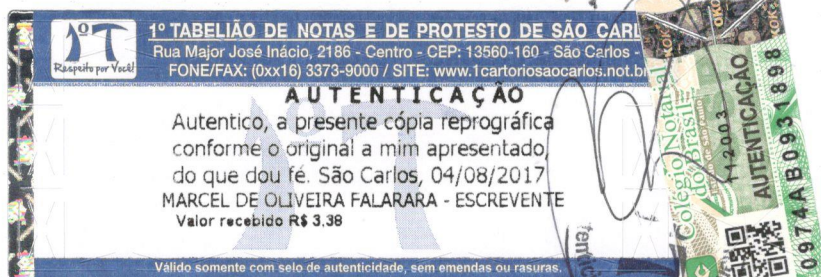 1º TABELIÃO DE NOTAS E DE PROTESTO DE SÃO CARL
Rua Major José Inácio, 2186 - Centro - CEP: 13560-160 - São Carlos -
FONE/FAX: (0xx16) 3373-9000 / SITE: www.1cartoriosaocarlos.not.br
1ºT
Respeito por Você!
AUTENTICAÇÃO
Autentico, a presente cópia reprográfica
conforme o original a mim apresentado,
do que dou fé. São Carlos, 04/08/2017
MARCEL DE OLIVEIRA FALARARA - ESCREVENTE
Valor recebido R$ 3,38
Válido somente com selo de autenticidade, sem emendas ou rasuras.
Colégio Notarial
do Brasil
AUTENTICAÇÃO
0974AB0931898